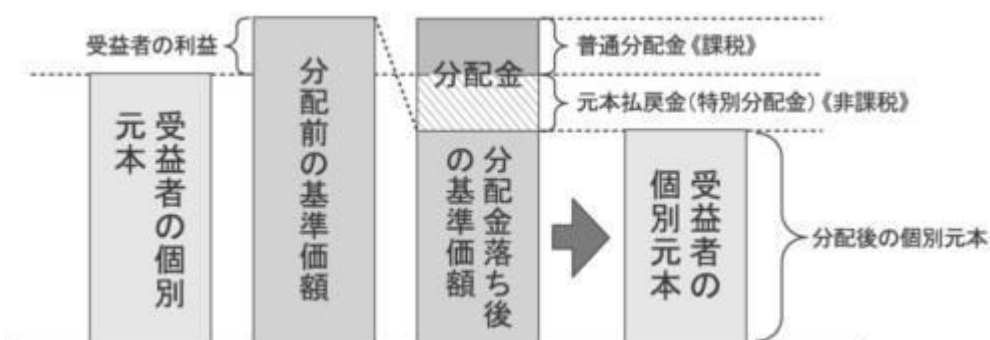 受益者の利益
受益者の個別
元本
分配前の基準価額
分配金
分配金落ち後
の基準価額
普通分配金《課税》
元本払戻金(特別分配金)《非課税》
受益者の
個別元本
分配後の個別元本